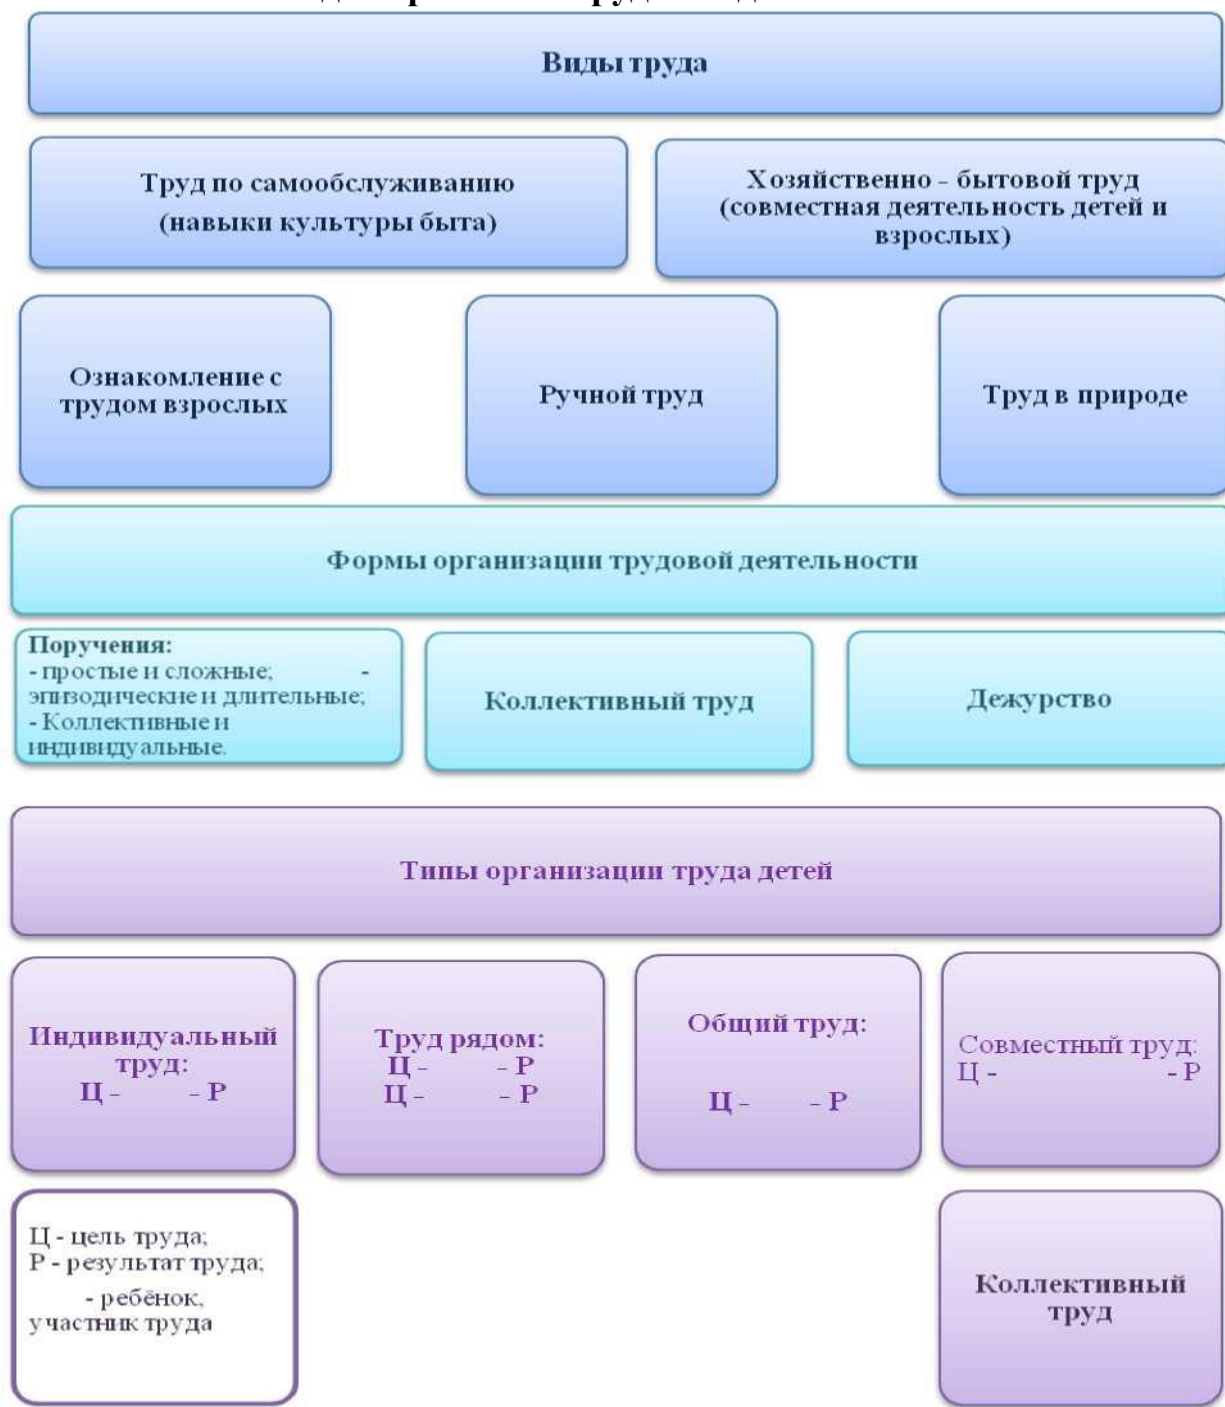 Виды труда
Труд по самообслуживанию
(навыки культуры быта)
Хозяйственно - бытовой труд
(совместная деятельность детей и
взрослых)
Ознакомление с
трудом взрослых
Ручной труд
Труд в природе
Формы организации трудовой деятельности
Поручения:
- простые и сложные; -
эпизодические и длительные;
- Коллективные и
индивидуальные.
Коллективный труд
Дежурство
Типы организации труда детей
Индивидуальный
труд:
Ц - - Р
Труд рядом:
Ц - - Р
Ц - - Р
Общий труд:
Ц - - Р
Совместный труд:
Ц - - Р
Ц - цель труда;
Р - результат труда;
- ребёнок,
участник труда
Коллективный
труд